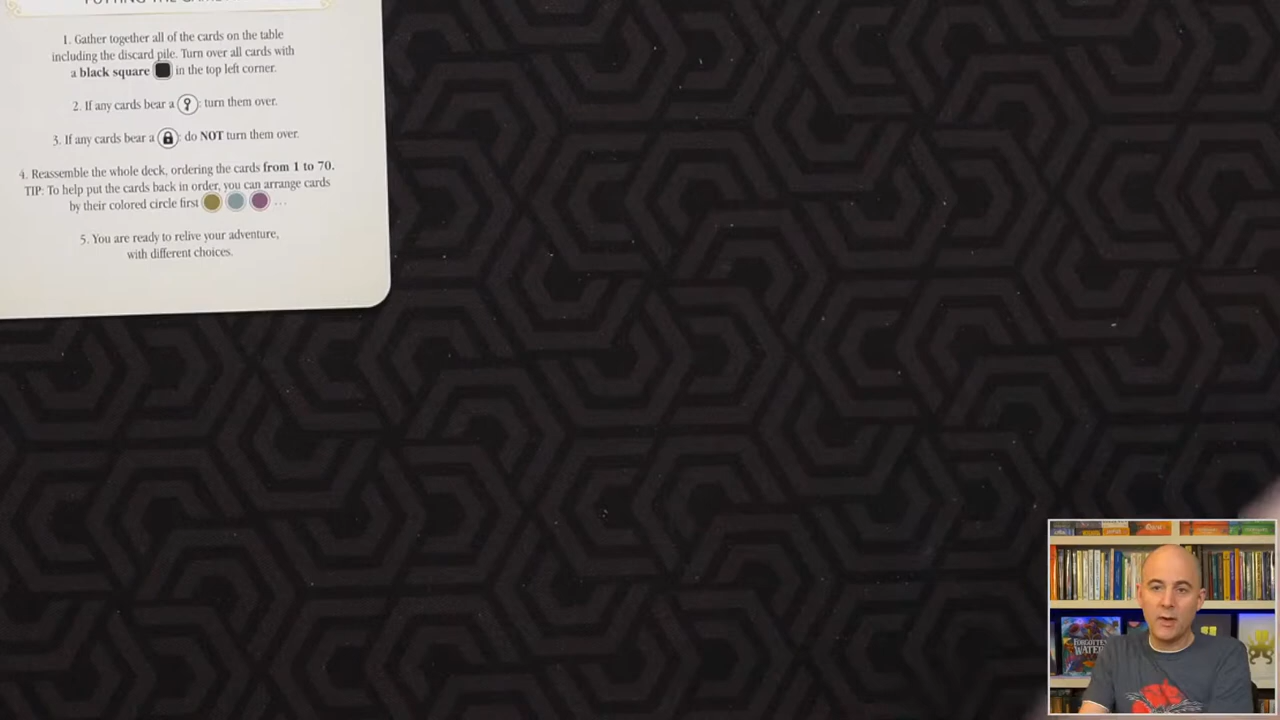 1. Gather together all of the cards on the table
including the discard pile. Turn over all cards with
a black square in the top left corner.
2. If any cards bear a : turn them over.
3. If any cards bear a : do NOT turn them over.
4. Reassemble the whole deck, ordering the cards from 1 to 70.
TIP: To help put the cards back in order, you can arrange cards
by their colored circle first ...
5. You are ready to relive your adventure,
with different choices.
FORGOTTEN
WATERS